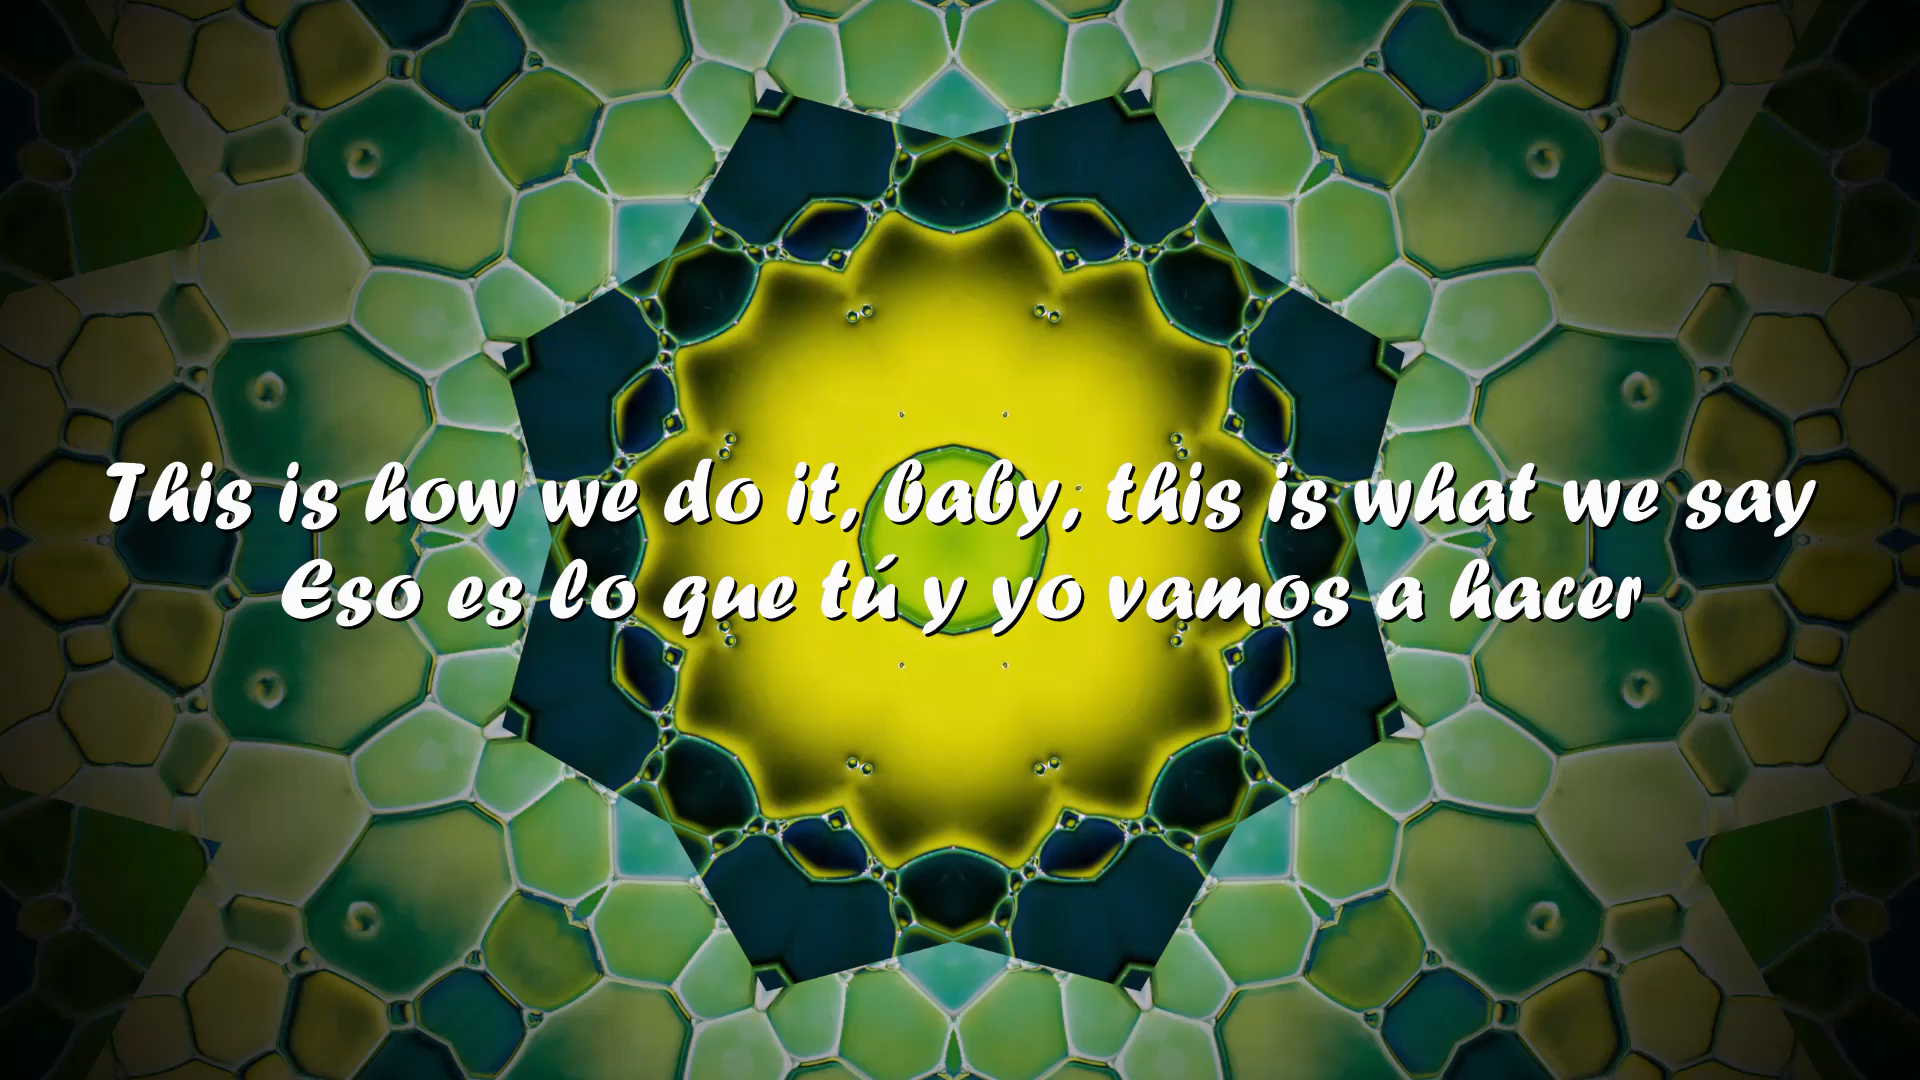 This is how we do it, baby, this is what we say
Eso es lo que tú y yo vamos a hacer